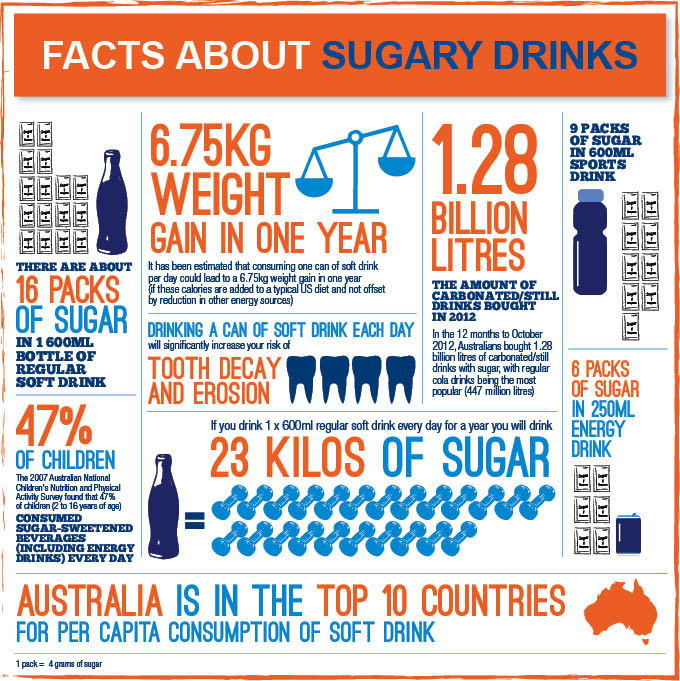 FACTS ABOUT SUGARY DRINKS
THERE ARE ABOUT
16 PACKS
OF SUGAR
IN 1 600ML
BOTTLE OF
REGULAR
SOFT DRINK
47%
OF CHILDREN
The 2007 Australian National
Children's Nutrition and Physical
Activity Survey found that 47%
of children (2 to 16 years of age)
CONSUMED
SUGAR-SWEETENED
BEVERAGES
(INCLUDING ENERGY
DRINKS) EVERY DAY
6.75KG
WEIGHT
GAIN IN ONE YEAR
It has been estimated that consuming one can of soft drink
per day could lead to a 6.75kg weight gain in one year
(if these calories are added to a typical US diet and not offset
by reduction in other energy sources)
DRINKING A CAN OF SOFT DRINK EACH DAY
will significantly increase your risk of
TOOTH DECAY
AND EROSION
1.28
BILLION
LITRES
THE AMOUNT OF
CARBONATED/STILL
DRINKS BOUGHT
IN 2012
In the 12 months to October
2012, Australians bought 1.28
billion litres of carbonated/still
drinks with sugar, with regular
cola drinks being the most
popular (447 million litres)
9 PACKS
OF SUGAR
IN 600ML
SPORTS
DRINK
6 PACKS
OF SUGAR
IN 250ML
ENERGY
DRINK
If you drink 1 x 600ml regular soft drink every day for a year you will drink
23 KILOS OF SUGAR
=
AUSTRALIA IS IN THE TOP 10 COUNTRIES
FOR PER CAPITA CONSUMPTION OF SOFT DRINK
1 pack = 4 grams of sugar